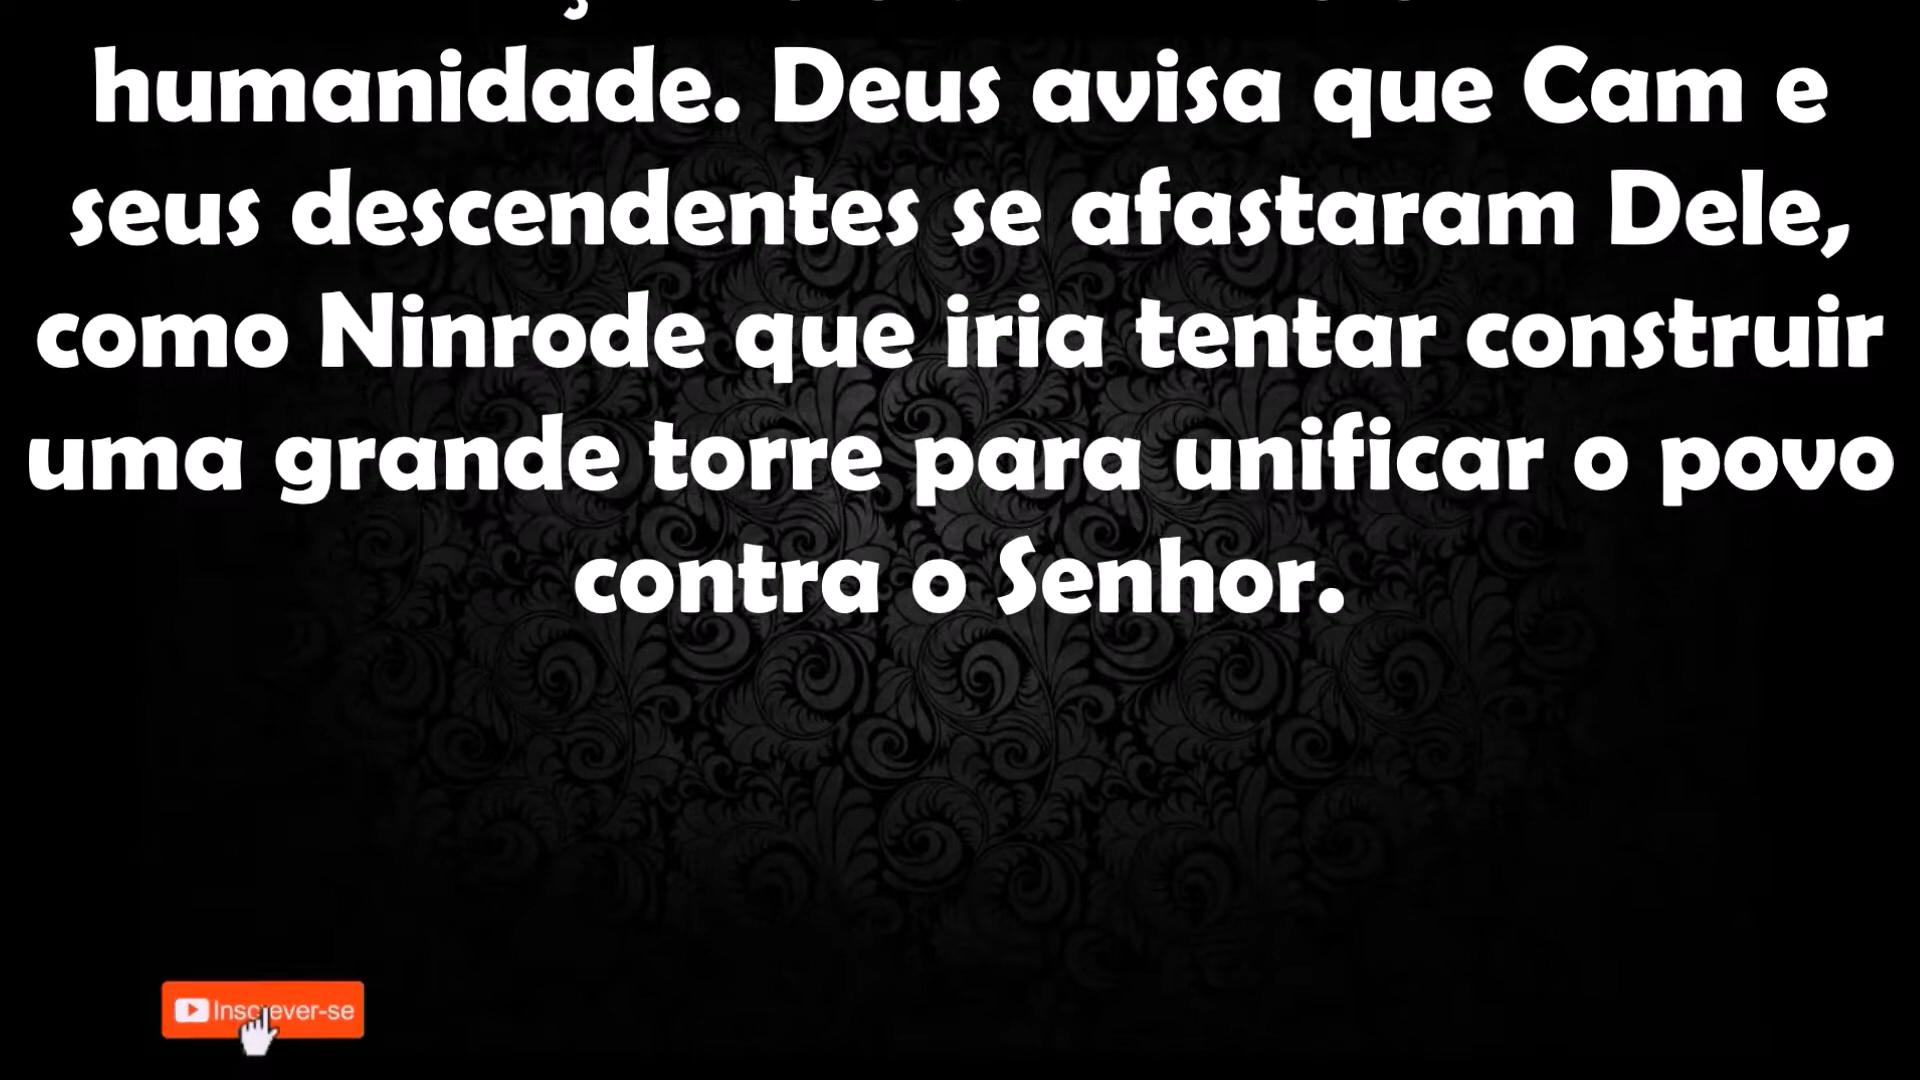 humanidade. Deus avisa que Cam e
seus descendentes se afastaram Dele,
como Ninrode que iria tentar construir
uma grande torre para unificar o povo
contra o Senhor.
Inscrever-se